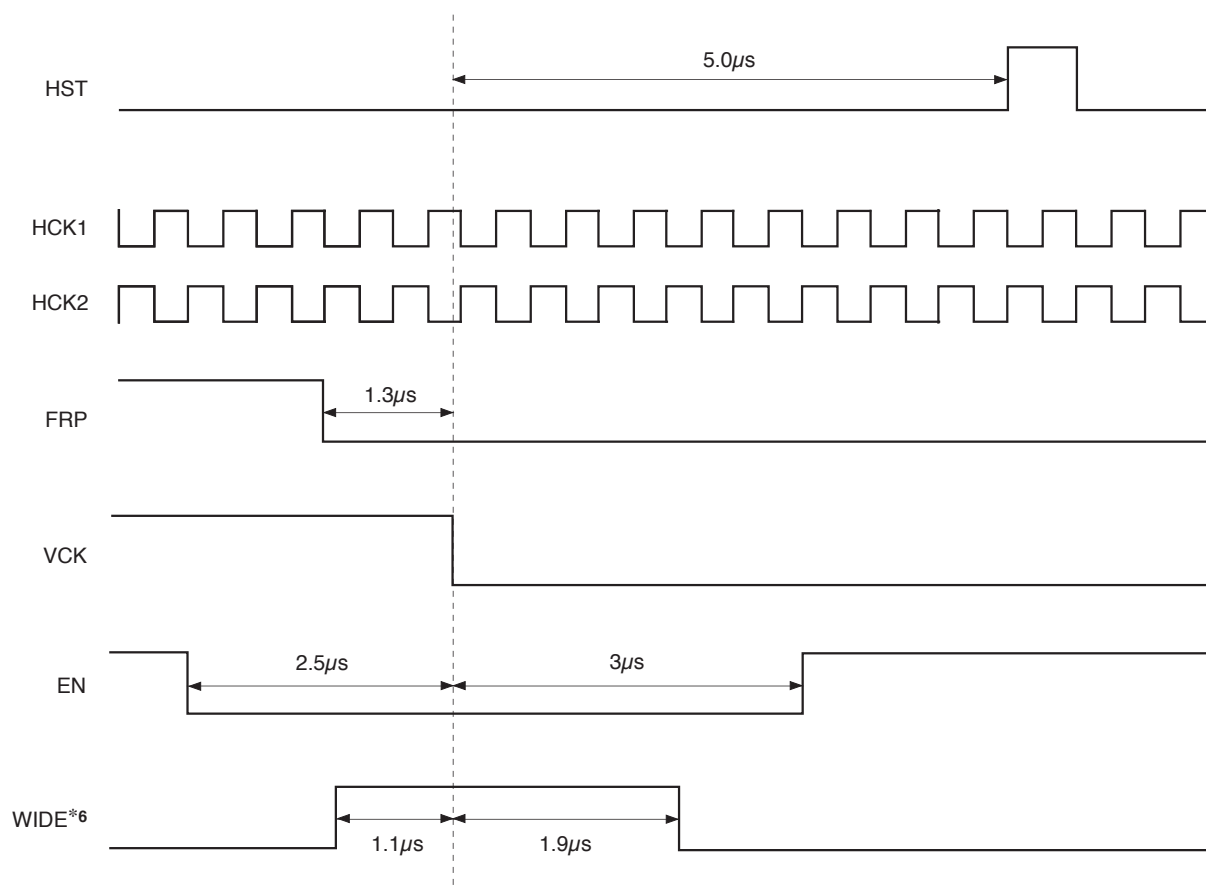 5.0μs
HST
HCK1
HCK2
1.3μs
FRP
VCK
2.5μs 3μs
EN
WIDE*6
1.1μs 1.9μs